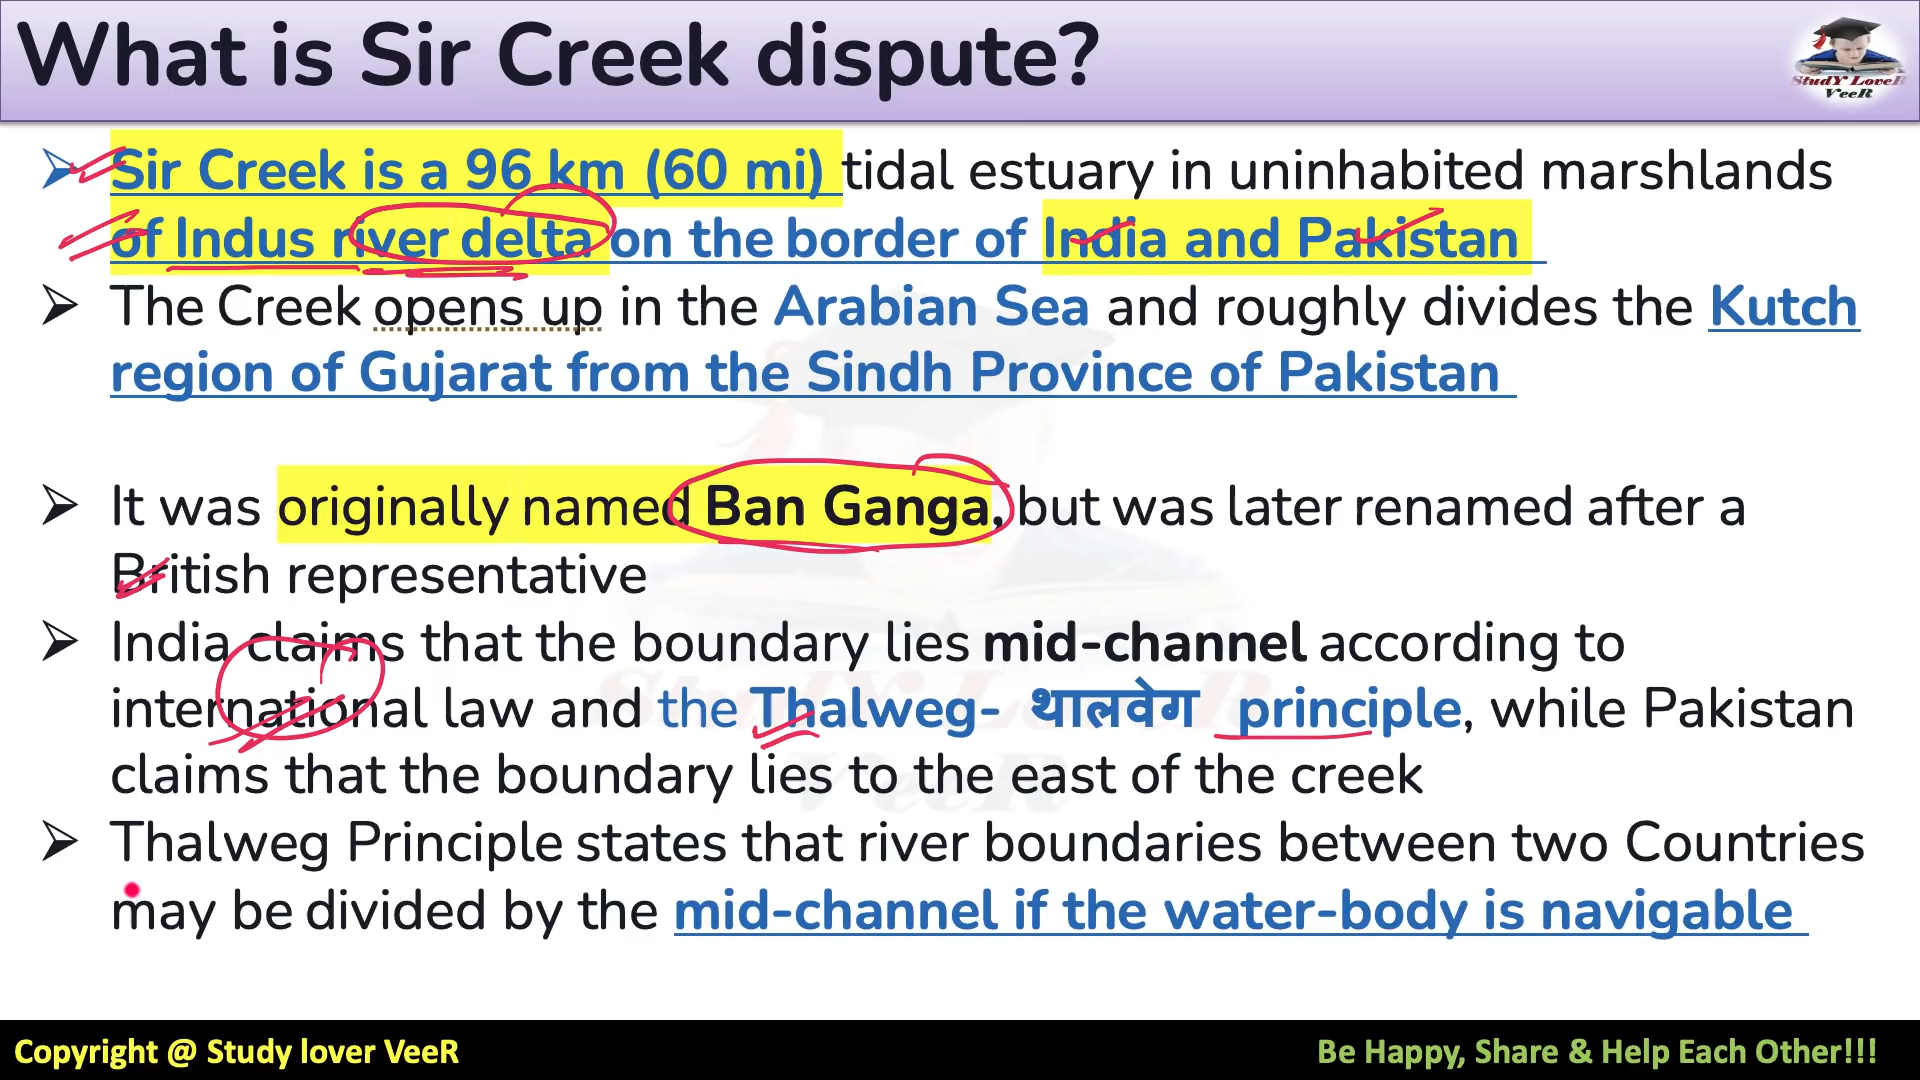 What is Sir Creek dispute?
StudY LoveR
VeeR
➢ Sir Creek is a 96 km (60 mi) tidal estuary in uninhabited marshlands
of Indus river delta on the border of India and Pakistan
➢ The Creek opens up in the Arabian Sea and roughly divides the Kutch
region of Gujarat from the Sindh Province of Pakistan
➢ It was originally named Ban Ganga, but was later renamed after a
British representative
➢ India claims that the boundary lies mid-channel according to
international law and the Thalweg- थालवेग principle, while Pakistan
claims that the boundary lies to the east of the creek
➢ Thalweg Principle states that river boundaries between two Countries
may be divided by the mid-channel if the water-body is navigable
StudY LoveR
VeeR
Copyright @ Study lover VeeR
Be Happy, Share & Help Each Other!!!